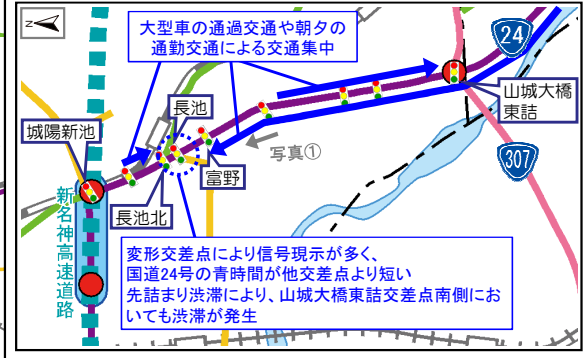 z
大型車の通過交通や朝夕の
通勤交通による交通集中
24
山城大橋
東詰
長池
城陽新池
写真①
307
富野
長池北
新名神高速道路
変形交差点により信号現示が多く、
国道24号の青時間が他交差点より短い
先詰まり渋滞により、山城大橋東詰交差点南側にお
いても渋滞が発生